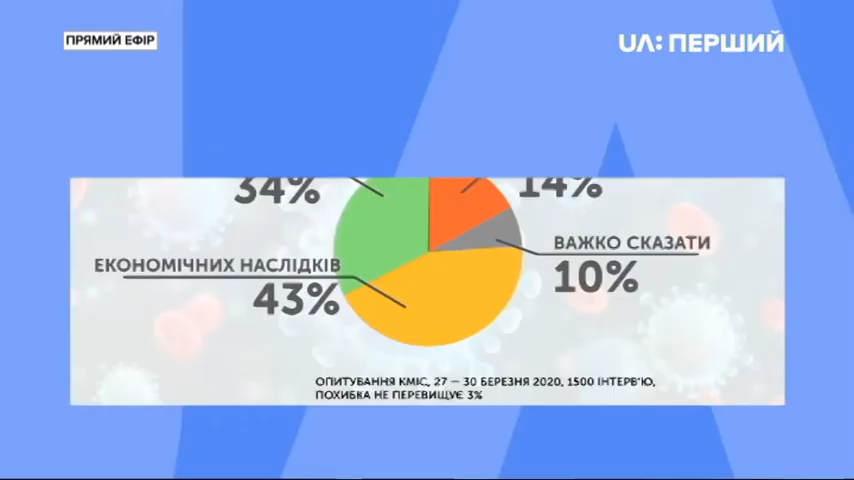 ПРЯМИЙ ЕФІР
UA: ПЕРШИЙ
34%
14%
ЕКОНОМІЧНИХ НАСЛІДКІВ
43%
ВАЖКО СКАЗАТИ
10%
ОПИТУВАННЯ КМІС, 27 – 30 БЕРЕЗНЯ 2020, 1500 ІНТЕРВ'Ю,
ПОХИБКА НЕ ПЕРЕВИЩУЄ 3%